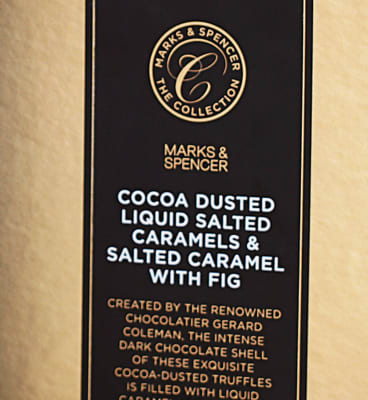 MARKS & SPENCER
THE COLLECTION
C
MARKS &
SPENCER
COCOA DUSTED
LIQUID SALTED
CARAMELS &
SALTED CARAMEL
WITH FIG
CREATED BY THE RENOWNED
CHOCOLATIER GERARD
COLEMAN, THE INTENSE
DARK CHOCOLATE SHELL
OF THESE EXQUISITE
COCOA-DUSTED TRUFFLES
IS FILLED WITH LIQUID